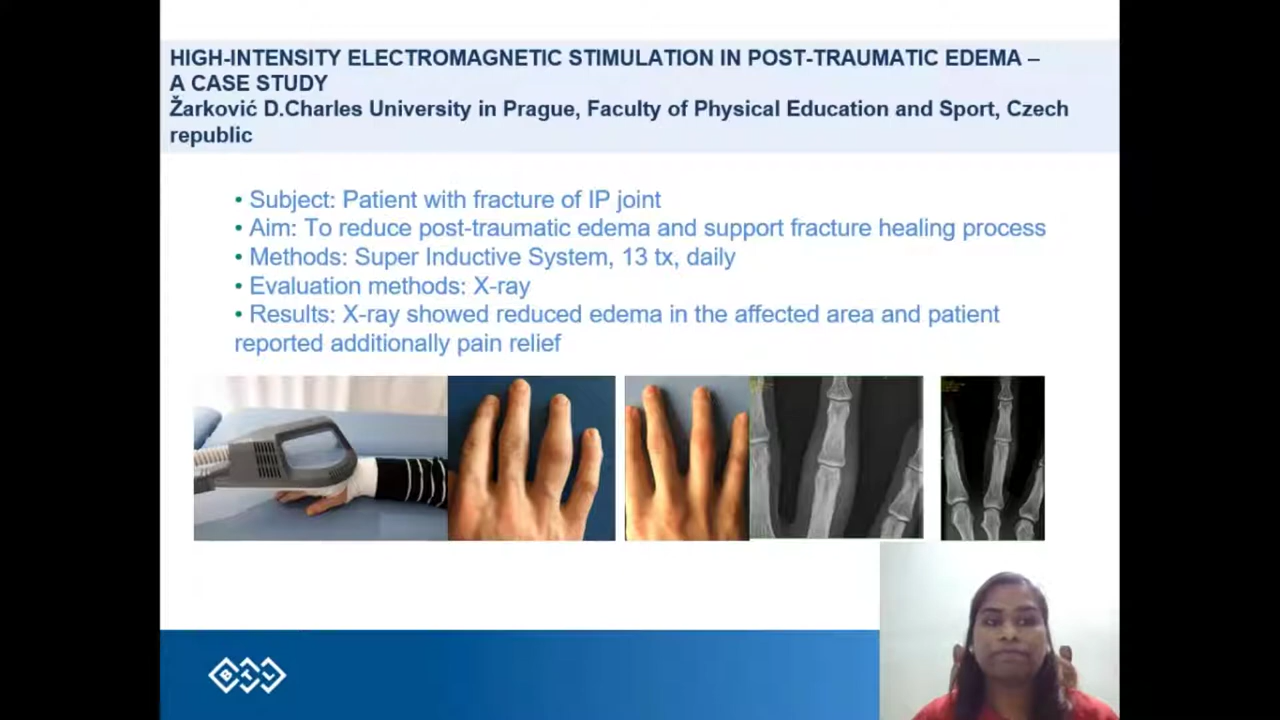 HIGH-INTENSITY ELECTROMAGNETIC STIMULATION IN POST-TRAUMATIC EDEMA –
A CASE STUDY
Žarković D.Charles University in Prague, Faculty of Physical Education and Sport, Czech
republic
• Subject: Patient with fracture of IP joint
• Aim: To reduce post-traumatic edema and support fracture healing process
• Methods: Super Inductive System, 13 tx, daily
• Evaluation methods: X-ray
• Results: X-ray showed reduced edema in the affected area and patient
reported additionally pain relief
BTL